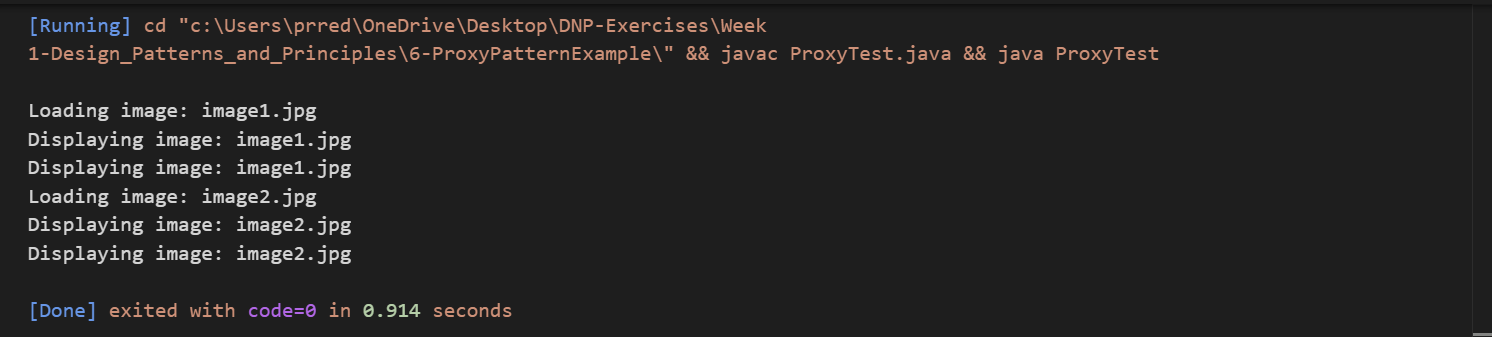 [Running] cd "c:\Users\prred\OneDrive\Desktop\DNP-Exercises\Week
1-Design_Patterns_and_Principles\6-ProxyPatternExample\" && javac ProxyTest.java && java ProxyTest
Loading image: image1.jpg
Displaying image: image1.jpg
Displaying image: image1.jpg
Loading image: image2.jpg
Displaying image: image2.jpg
Displaying image: image2.jpg
[Done] exited with code=0 in 0.914 seconds